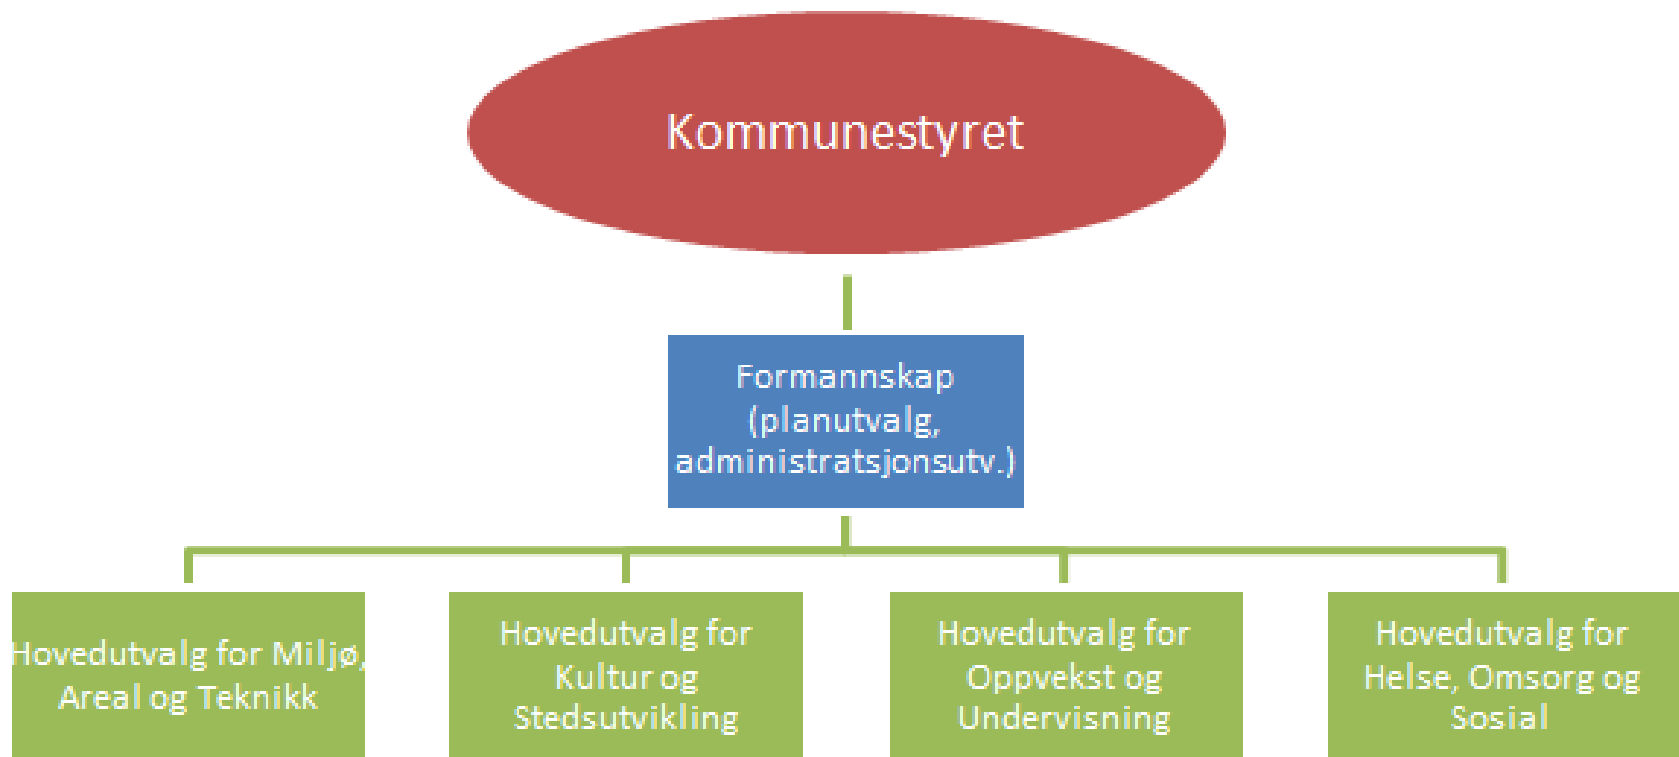 Kommunestyret
Formannskap
(planutvalg,
administratsjonsutv.)
Hovedutvalg for Miljø,
Areal og Teknikk
Hovedutvalg for
Kultur og
Stedsutvikling
Hovedutvalg for
Oppvekst og
Undervisning
Hovedutvalg for
Helse, Omsorg og
Sosial